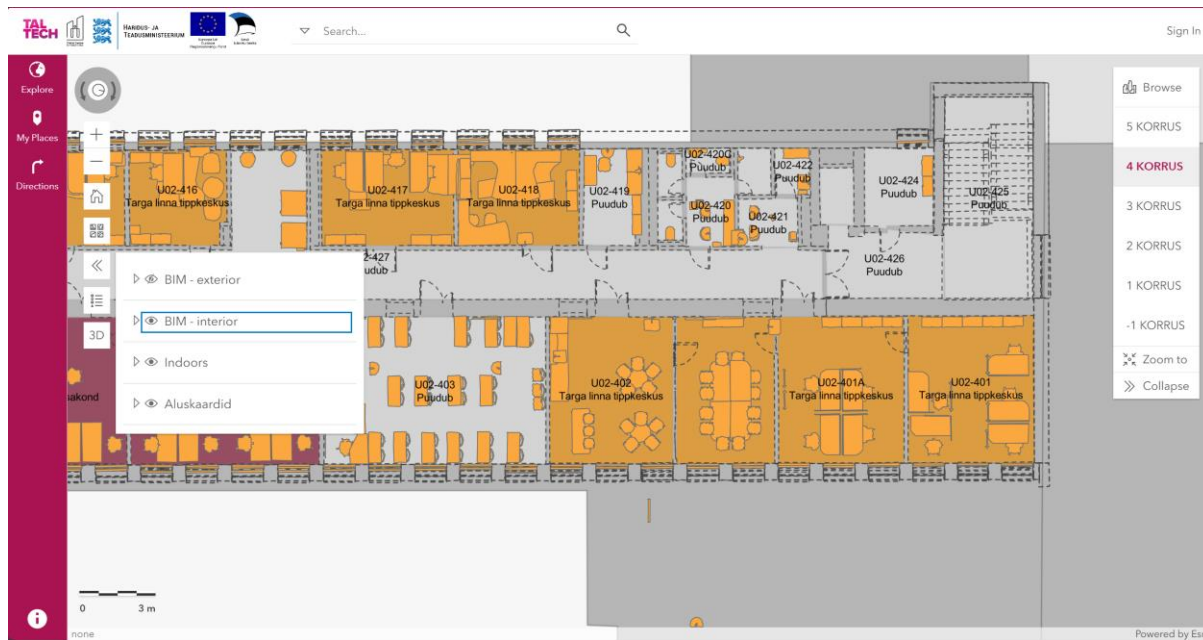 TAL
TECH
HARIDUS- JA
TEADUSMINISTEERIUM
Search...
Sign In
Explore
My Places
Directions
Browse
5 KORRUS
4 KORRUS
3 KORRUS
2 KORRUS
1 KORRUS
-1 KORRUS
Zoom to
Collapse
3D
BIM - exterior
BIM - interior
Indoors
Aluskaardid
U02-416
Targa linna tippkeskus
U02-417
Targa linna tippkeskus
U02-418
Targa linna tippkeskus
U02-419
Puudub
U02-420C
Puudub
U02-422
Puudub
U02-420
Puudub
U02-421
Puudub
U02-424
Puudub
U02-425
Puudub
U02-426
Puudub
2-427
udub
U02-403
Puudub
U02-402
Targa linna tippkeskus
U02-401A
Targa linna tippkeskus
U02-401
Targa linna tippkeskus
akond
0 3 m
none
Powered by Es